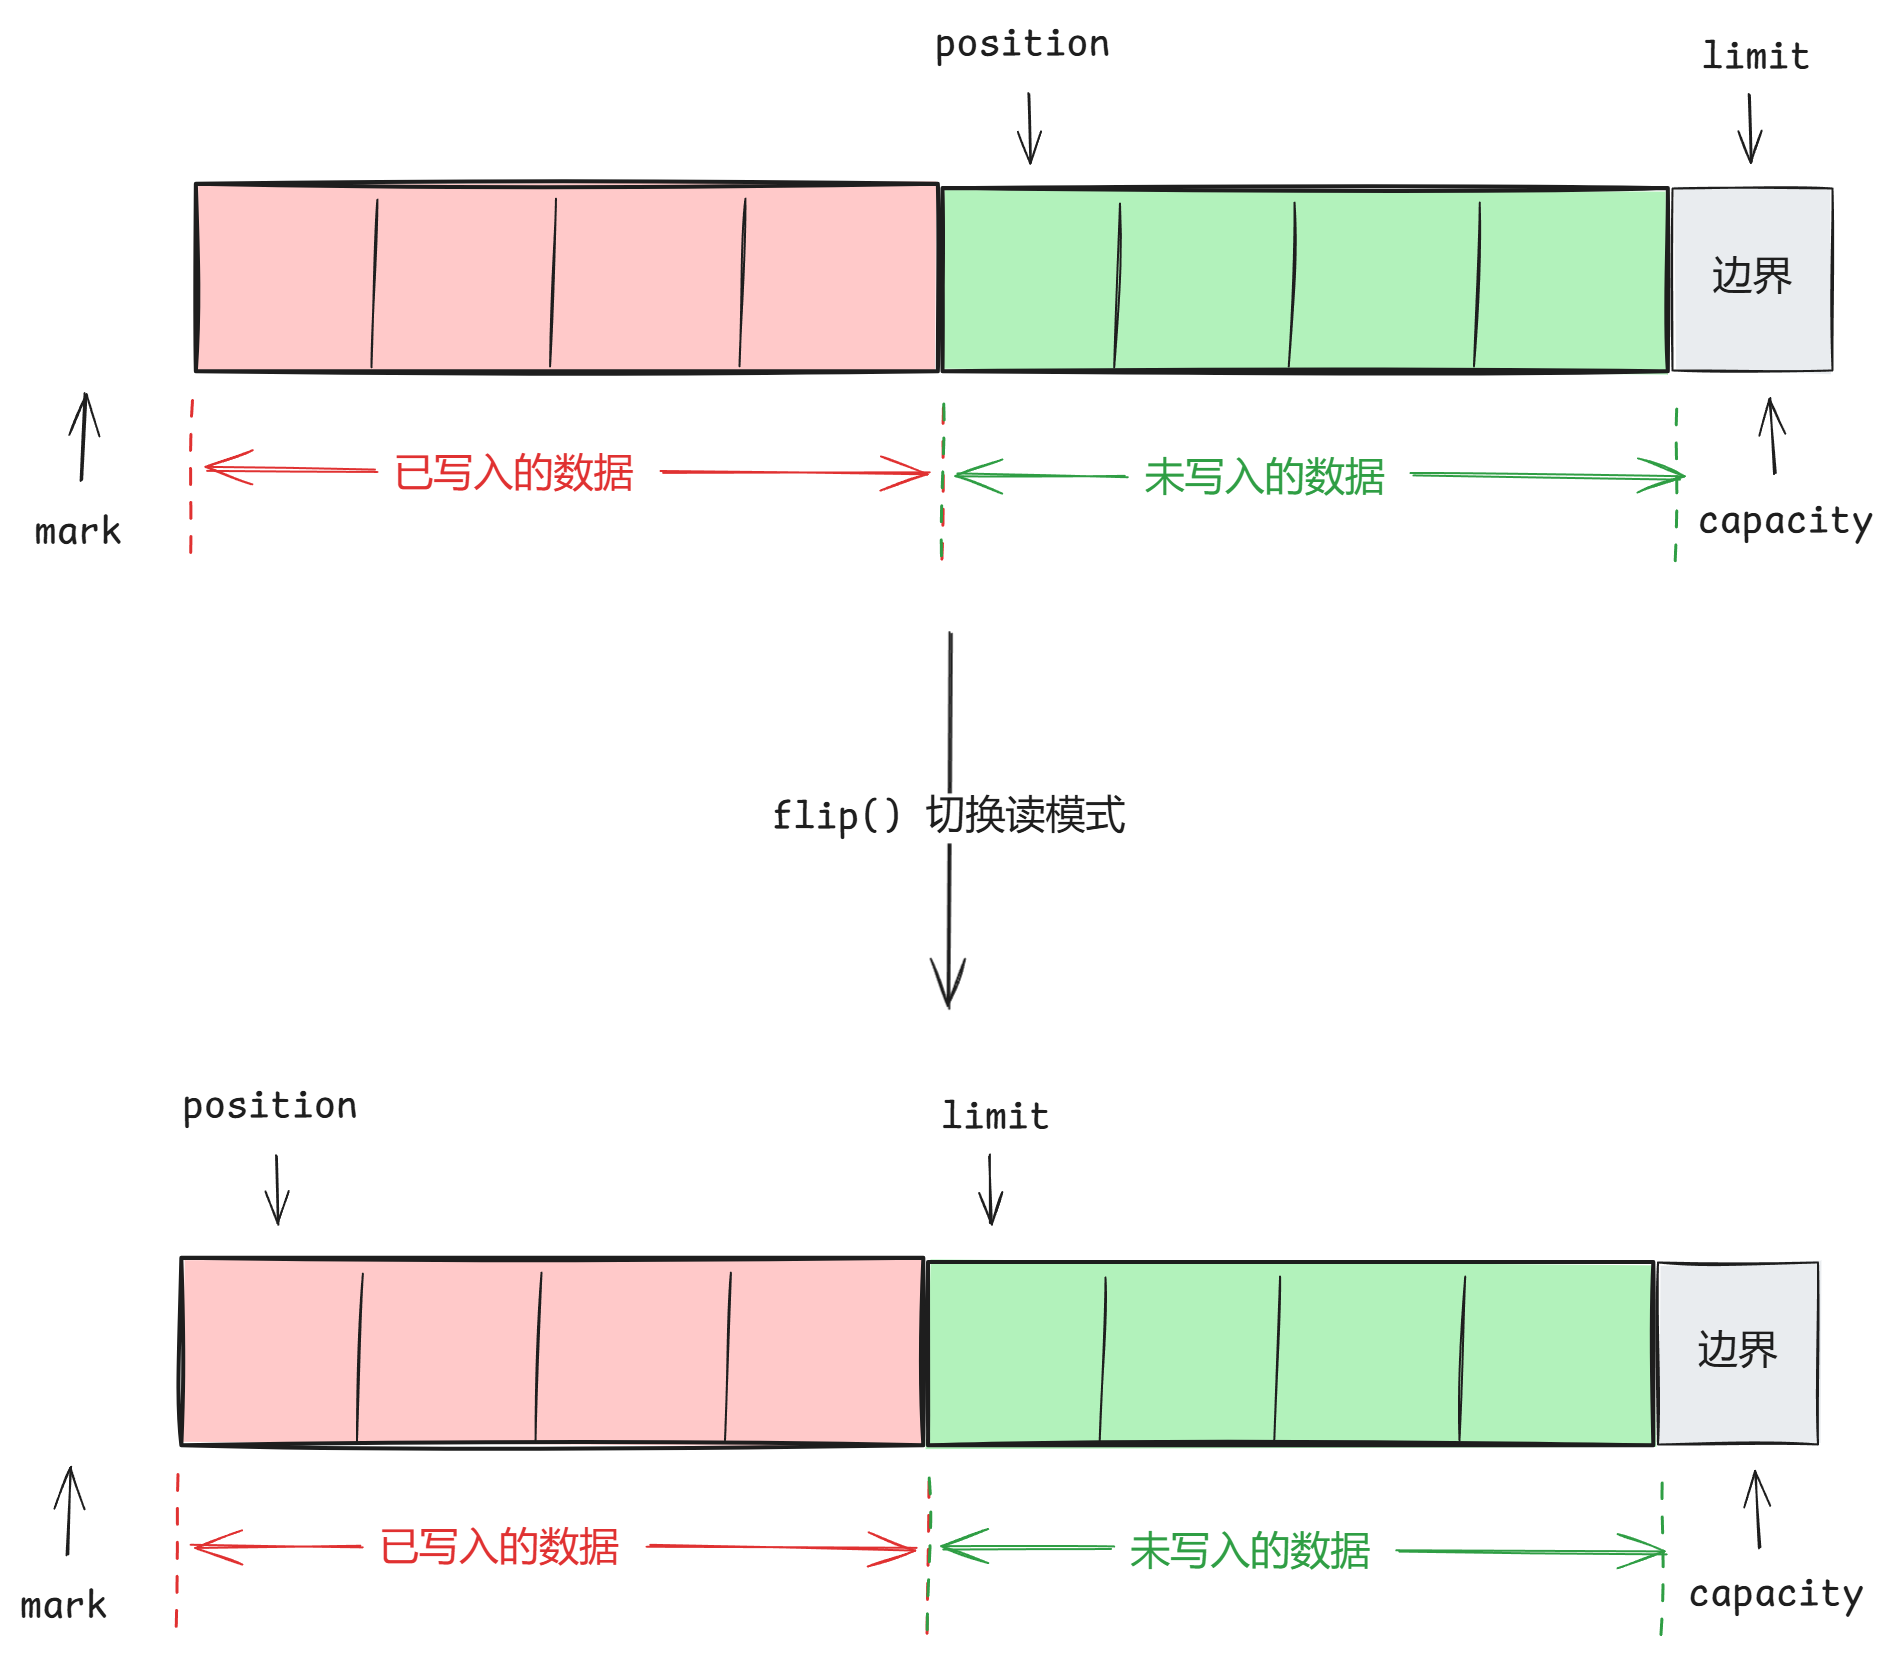 position
limit
边界
已写入的数据
未写入的数据
mark
capacity
flip() 切换读模式
position
limit
边界
已写入的数据
未写入的数据
mark
capacity